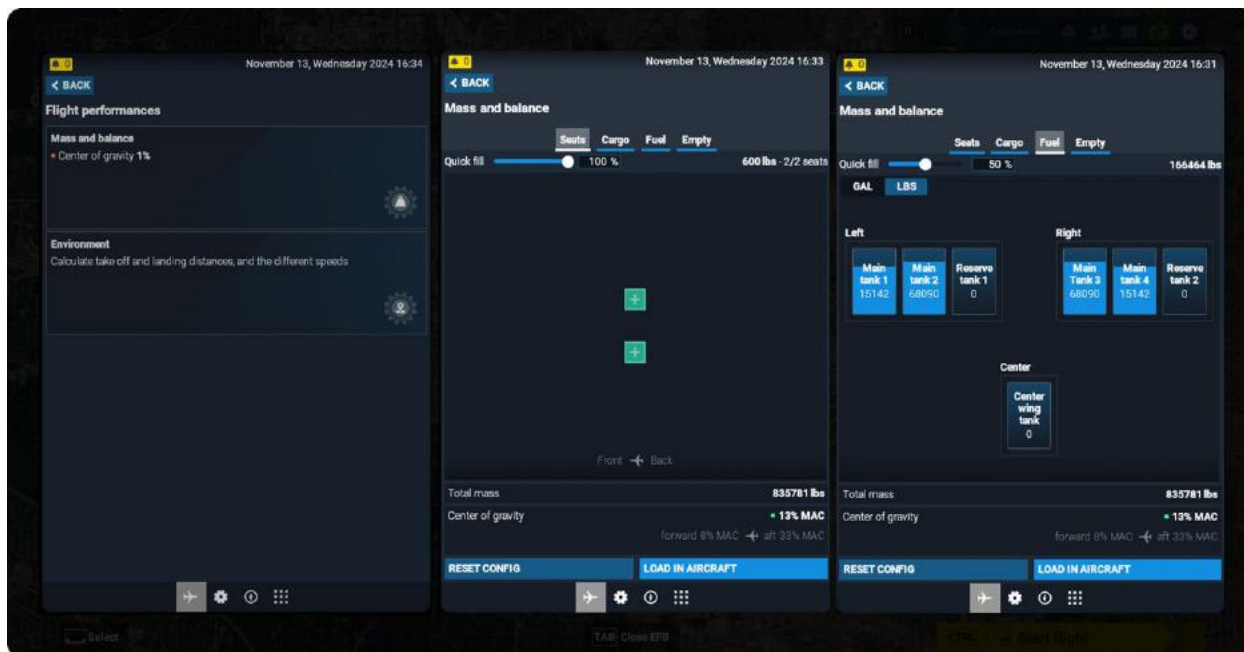 0
November 13, Wednesday 2024 16:34
< BACK
Flight performances
Mass and balance
Center of gravity 1%
Environment
Calculate take off and landing distances, and the different speeds
0
November 13, Wednesday 2024 16:33
< BACK
Mass and balance
Seats Cargo Fuel Empty
Quick fill 100 % 600 lbs · 2/2 seats
+
+
Front Back
Total mass 835781 lbs
Center of gravity 13% MAC
forward 8% MAC aft 33% MAC
RESET CONFIG LOAD IN AIRCRAFT
0
November 13, Wednesday 2024 16:31
< BACK
Mass and balance
Seats Cargo Fuel Empty
Quick fill 50 % 166464 lbs
GAL LBS
Left
Main tank 1 15142
Main tank 2 68090
Reserve tank 1 0
Right
Main Tank 3 68090
Main tank 4 15142
Reserve tank 2 0
Center
Center wing tank 0
Total mass 835781 lbs
Center of gravity 13% MAC
forward 8% MAC aft 33% MAC
RESET CONFIG LOAD IN AIRCRAFT
Select
TAB Close EFB
Start flight